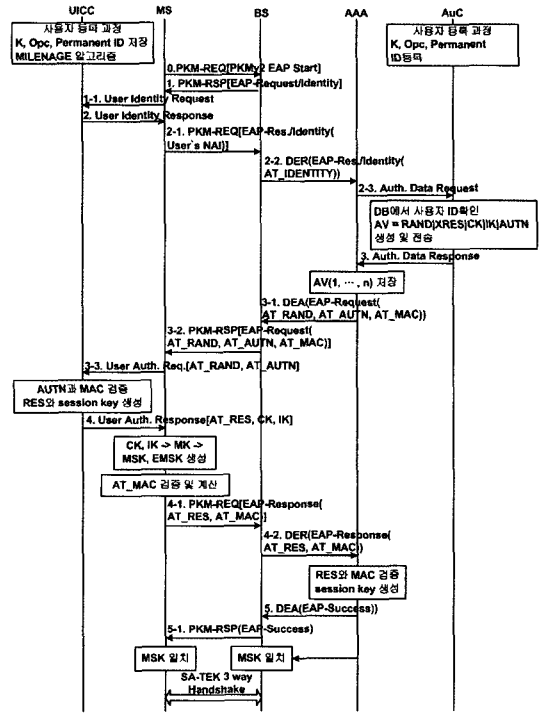 UICC MS BS AAA AuC
사용자 등록 과정
K, Opc, Permanent ID 저장
MILENAGE 알고리즘
사용자 등록 과정
K, Opc, Permanent
ID등록
0.PKM-REQ[PKMv2 EAP Start]
1. PKM-RSP[EAP-Request/Identity]
1-1. User Identity Request
2. User Identity Response
2-1. PKM-REQ[EAP-Res./Identity(
User`s NAI)]
2-2. DER(EAP-Res./Identity(
AT_IDENTITY))
2-3. Auth. Data Request
DB에서 사용자 ID확인
AV = RAND|XRES|CK|IK|AUTN
생성 및 전송
3. Auth. Data Response
AV(1, ···, n) 저장
3-1. DEA(EAP-Request(
AT_RAND, AT_AUTN, AT_MAC))
3-2. PKM-RSP[EAP-Request(
AT_RAND, AT_AUTN, AT_MAC)]
3-3. User Auth. Req.[AT_RAND, AT_AUTN]
AUTN과 MAC 검증
RES와 session key 생성
4. User Auth. Response[AT_RES, CK, IK]
CK, IK -> MK ->
MSK, EMSK 생성
AT_MAC 검증 및 계산
4-1. PKM-REQ[EAP-Response(
AT_RES, AT_MAC)]
4-2. DER(EAP-Response(
AT_RES, AT_MAC))
RES와 MAC 검증
session key 생성
5. DEA(EAP-Success))
5-1. PKM-RSP(EAP-Success)
MSK 일치
MSK 일치
SA-TEK 3 way
Handshake